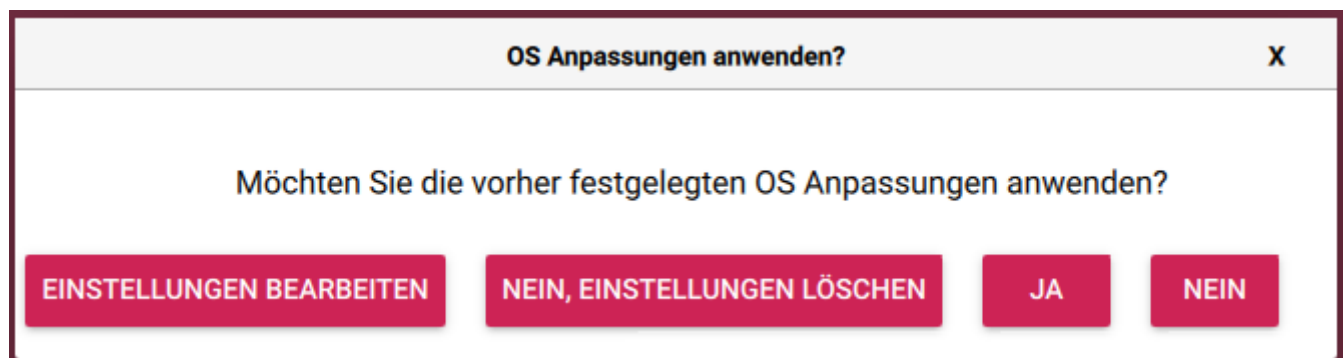 OS Anpassungen anwenden? X
Möchten Sie die vorher festgelegten OS Anpassungen anwenden?
EINSTELLUNGEN BEARBEITEN NEIN, EINSTELLUNGEN LÖSCHEN JA NEIN